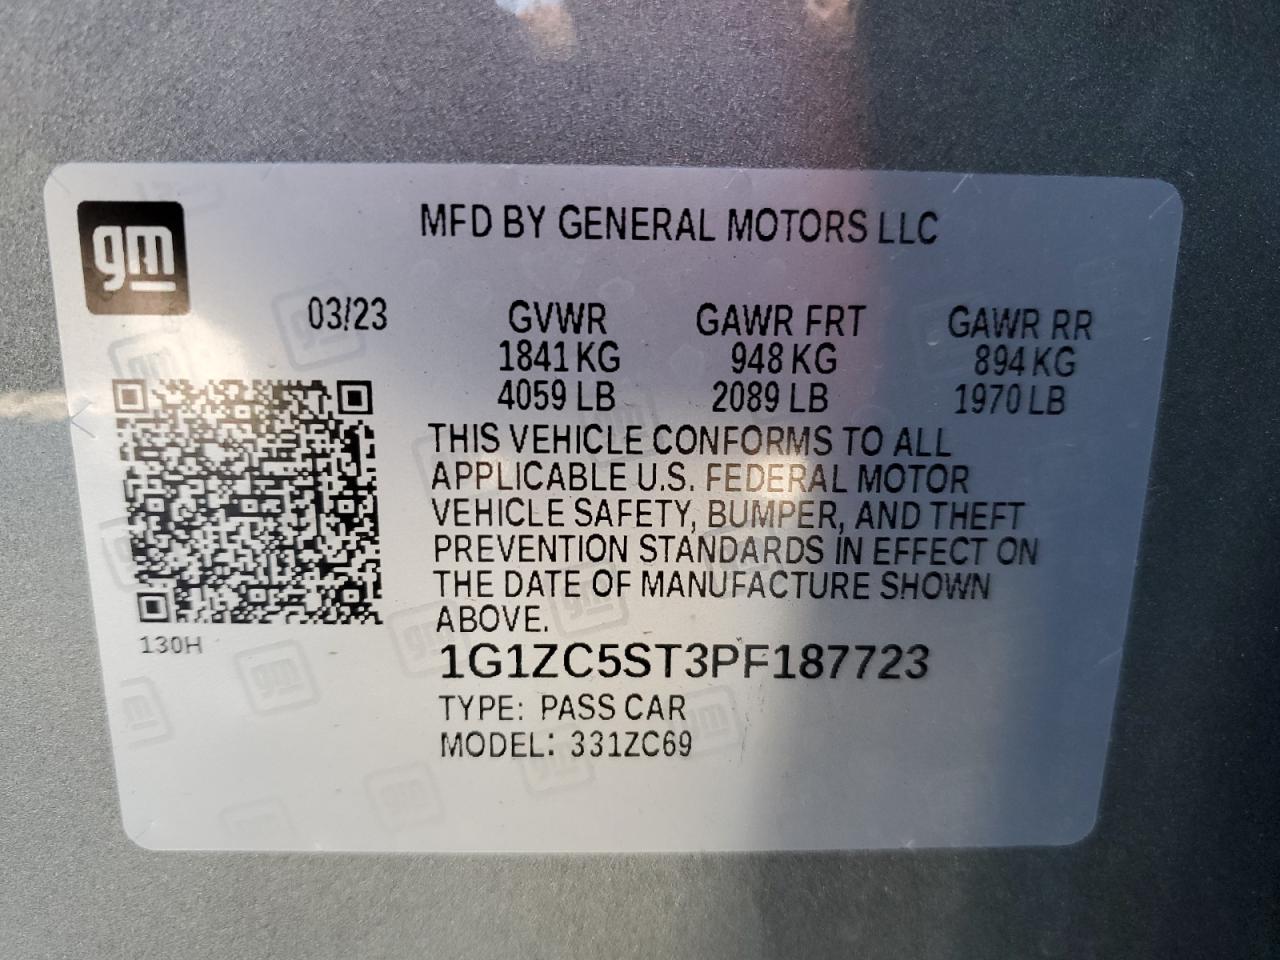 gm
MFD BY GENERAL MOTORS LLC
03/23 GVWR GAWR FRT GAWR RR
1841 KG 948 KG 894 KG
4059 LB 2089 LB 1970 LB
THIS VEHICLE CONFORMS TO ALL
APPLICABLE U.S. FEDERAL MOTOR
VEHICLE SAFETY, BUMPER, AND THEFT
PREVENTION STANDARDS IN EFFECT ON
THE DATE OF MANUFACTURE SHOWN
ABOVE.
130H
1G1ZC5ST3PF187723
TYPE: PASS CAR
MODEL: 331ZC69